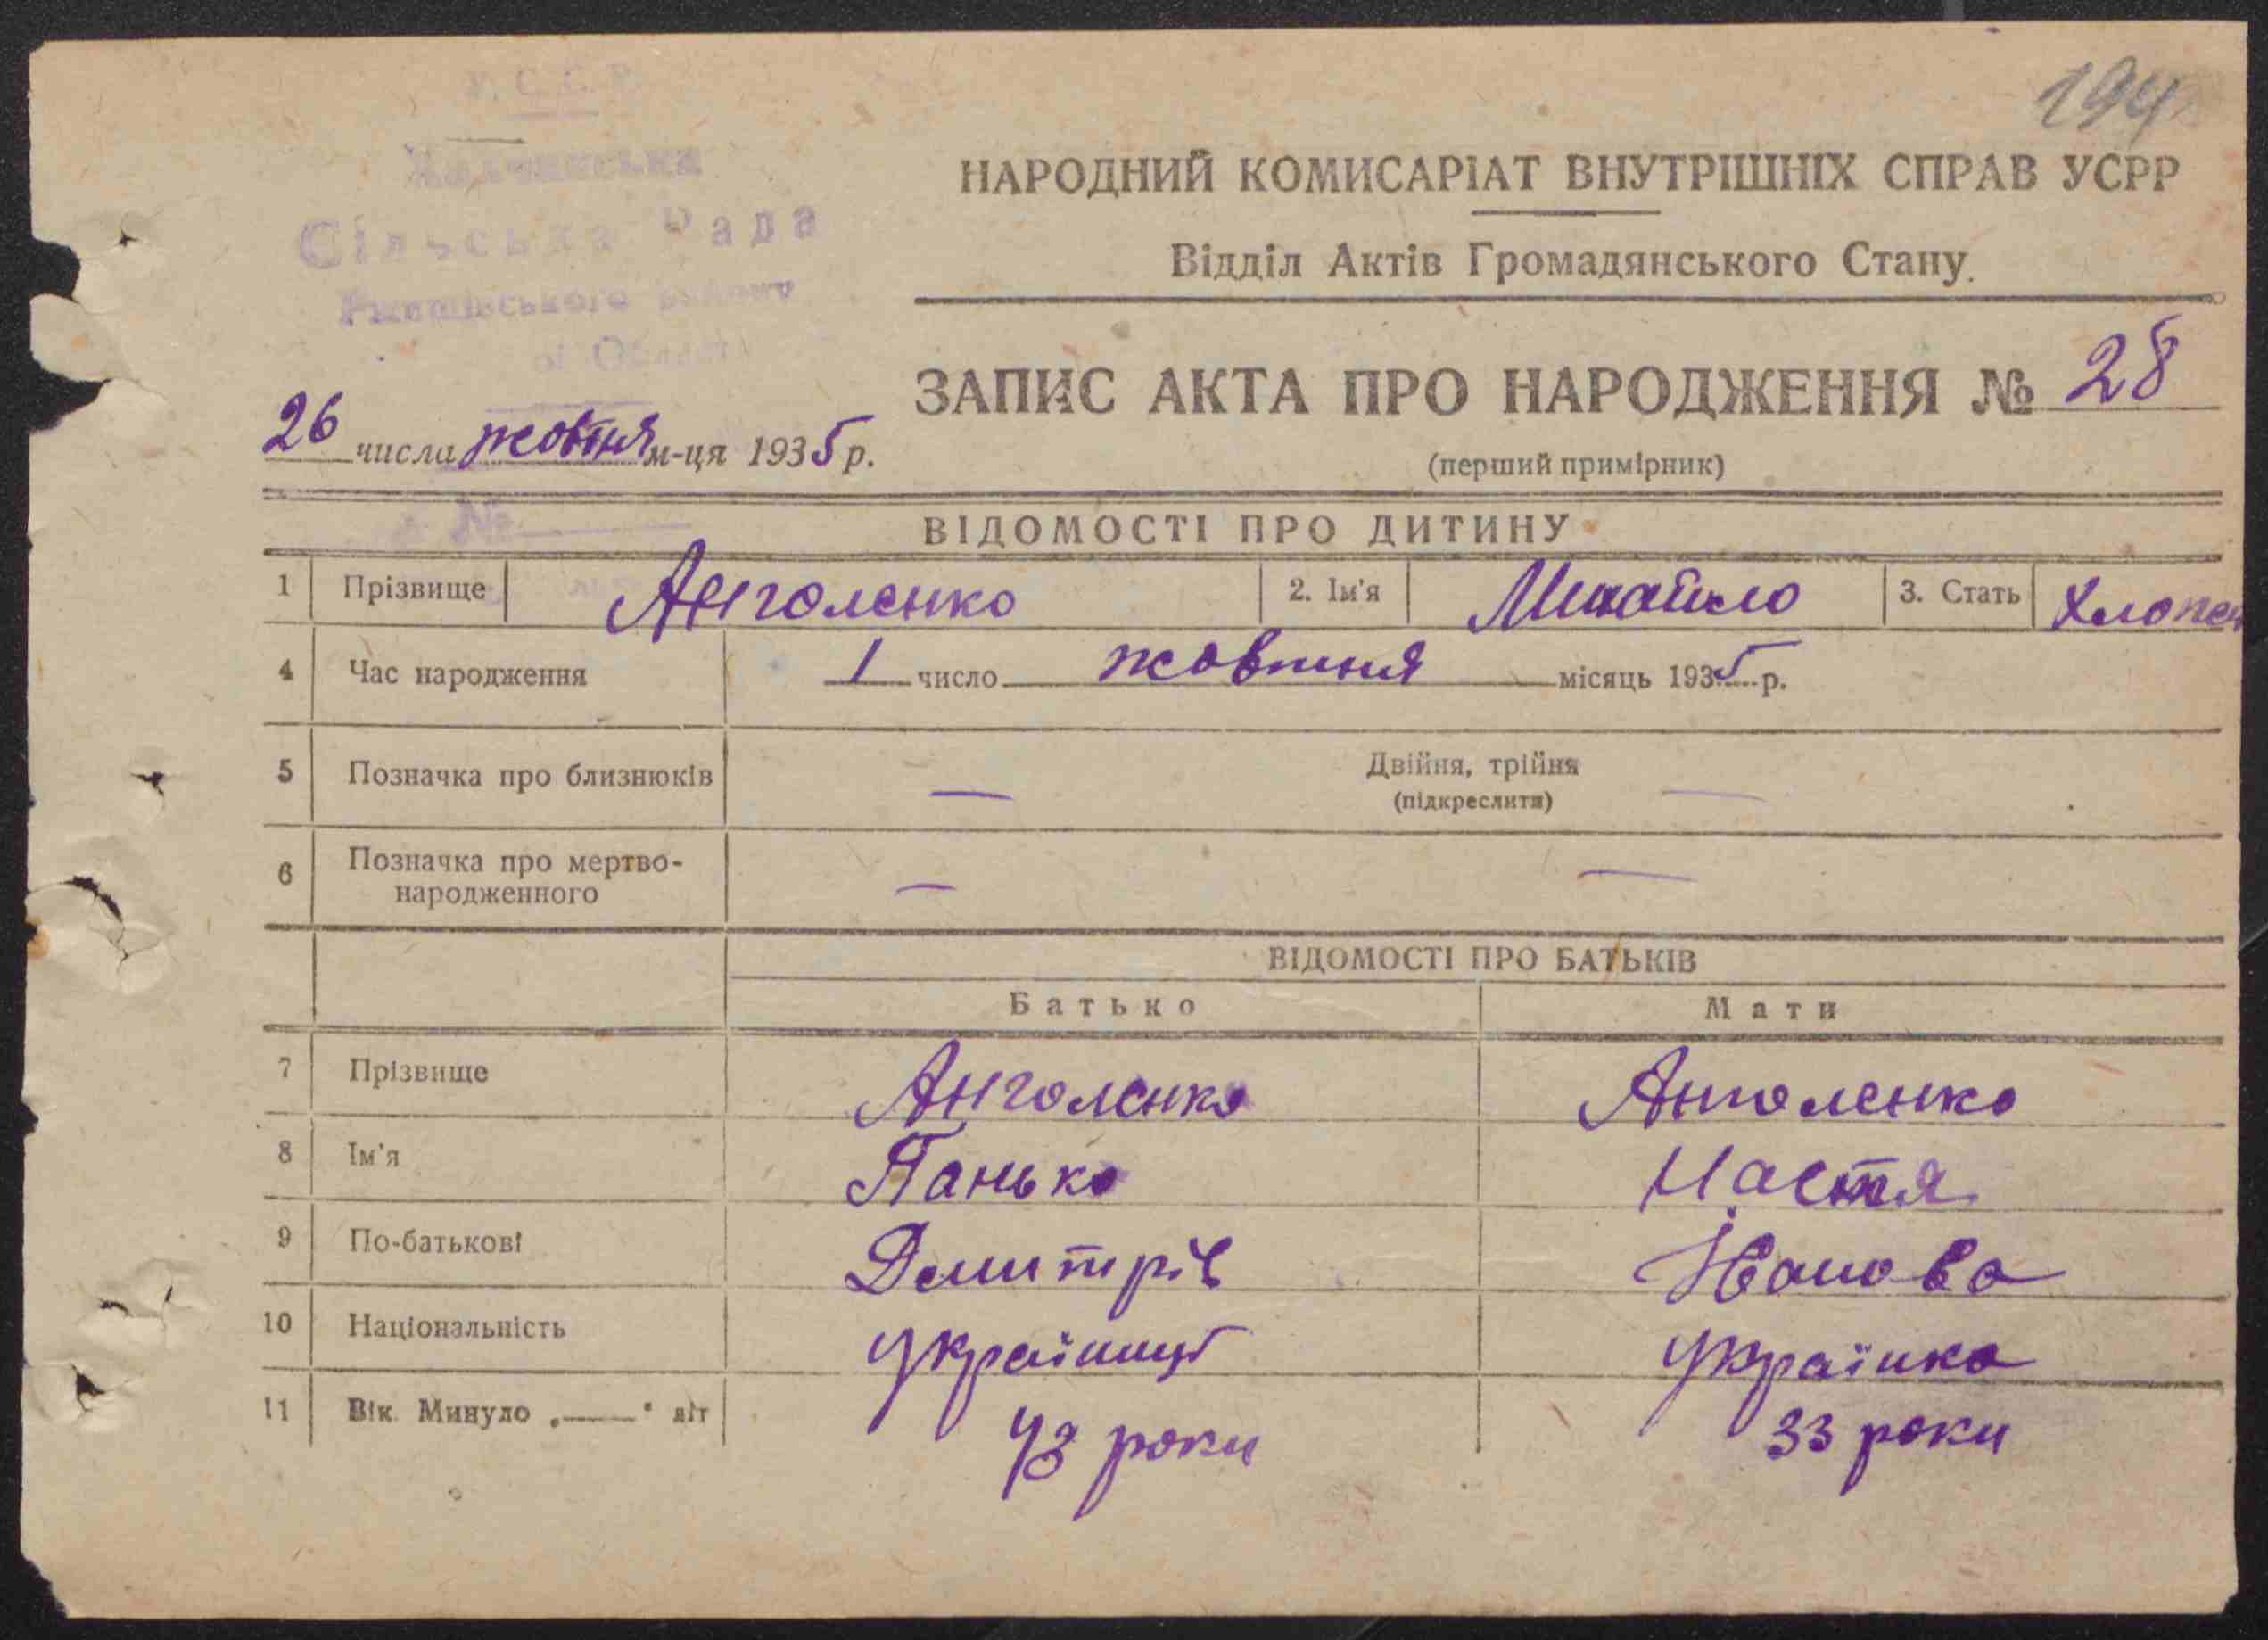 194
У.С.С.Р.
Сільська Рада
НАРОДНИЙ КОМИСАРІАТ ВНУТРІШНІХ СПРАВ УСРР
Відділ Актів Громадянського Стану.
ЗАПИС АКТА ПРО НАРОДЖЕННЯ № 28
(перший примірник)
26 числа жовтня м-ця 1935 р.
№
ВІДОМОСТІ ПРО ДИТИНУ
1 Прізвище Анголенко 2. Ім'я Михайло 3. Стать Хлопец
4 Час народження 1 число жовтня місяць 1935 р.
5 Позначка про близнюків — Двійня, трійня —
(підкреслити)
6 Позначка про мертво-
народженного — —
ВІДОМОСТІ ПРО БАТЬКІВ
Батько Мати
7 Прізвище Анголенко Анголенко
8 Ім'я Панько Настя
9 По-батькові Дмитрів Іванова
10 Національність українець українка
11 Вік. Минуло „——“ літ 43 роки 33 роки